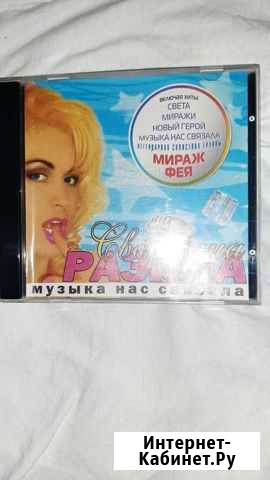 ВКЛЮЧАЯ ХИТЫ:
СВЕТА
МИРАЖИ
НОВЫЙ ГЕРОЙ
МУЗЫКА НАС СВЯЗАЛА
ЛЕГЕНДАРНАЯ СОЛИСТКА ГРУППЫ
МИРАЖ
ФЕЯ
РАЗИНА
музыка нас связала
Интернет-
Кабинет.Ру